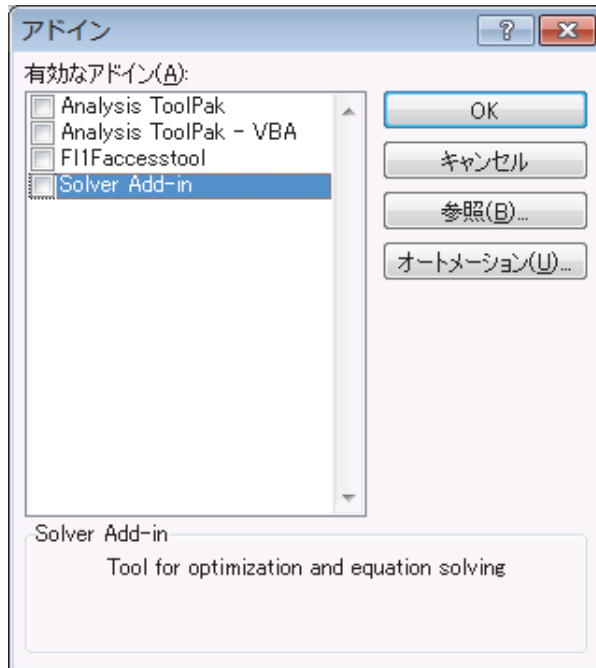 アドイン
有効なアドイン(A):
Analysis ToolPak
Analysis ToolPak - VBA
FI1Faccesstool
Solver Add-in
OK
キャンセル
参照(B)...
オートメーション(U)...
Solver Add-in
Tool for optimization and equation solving